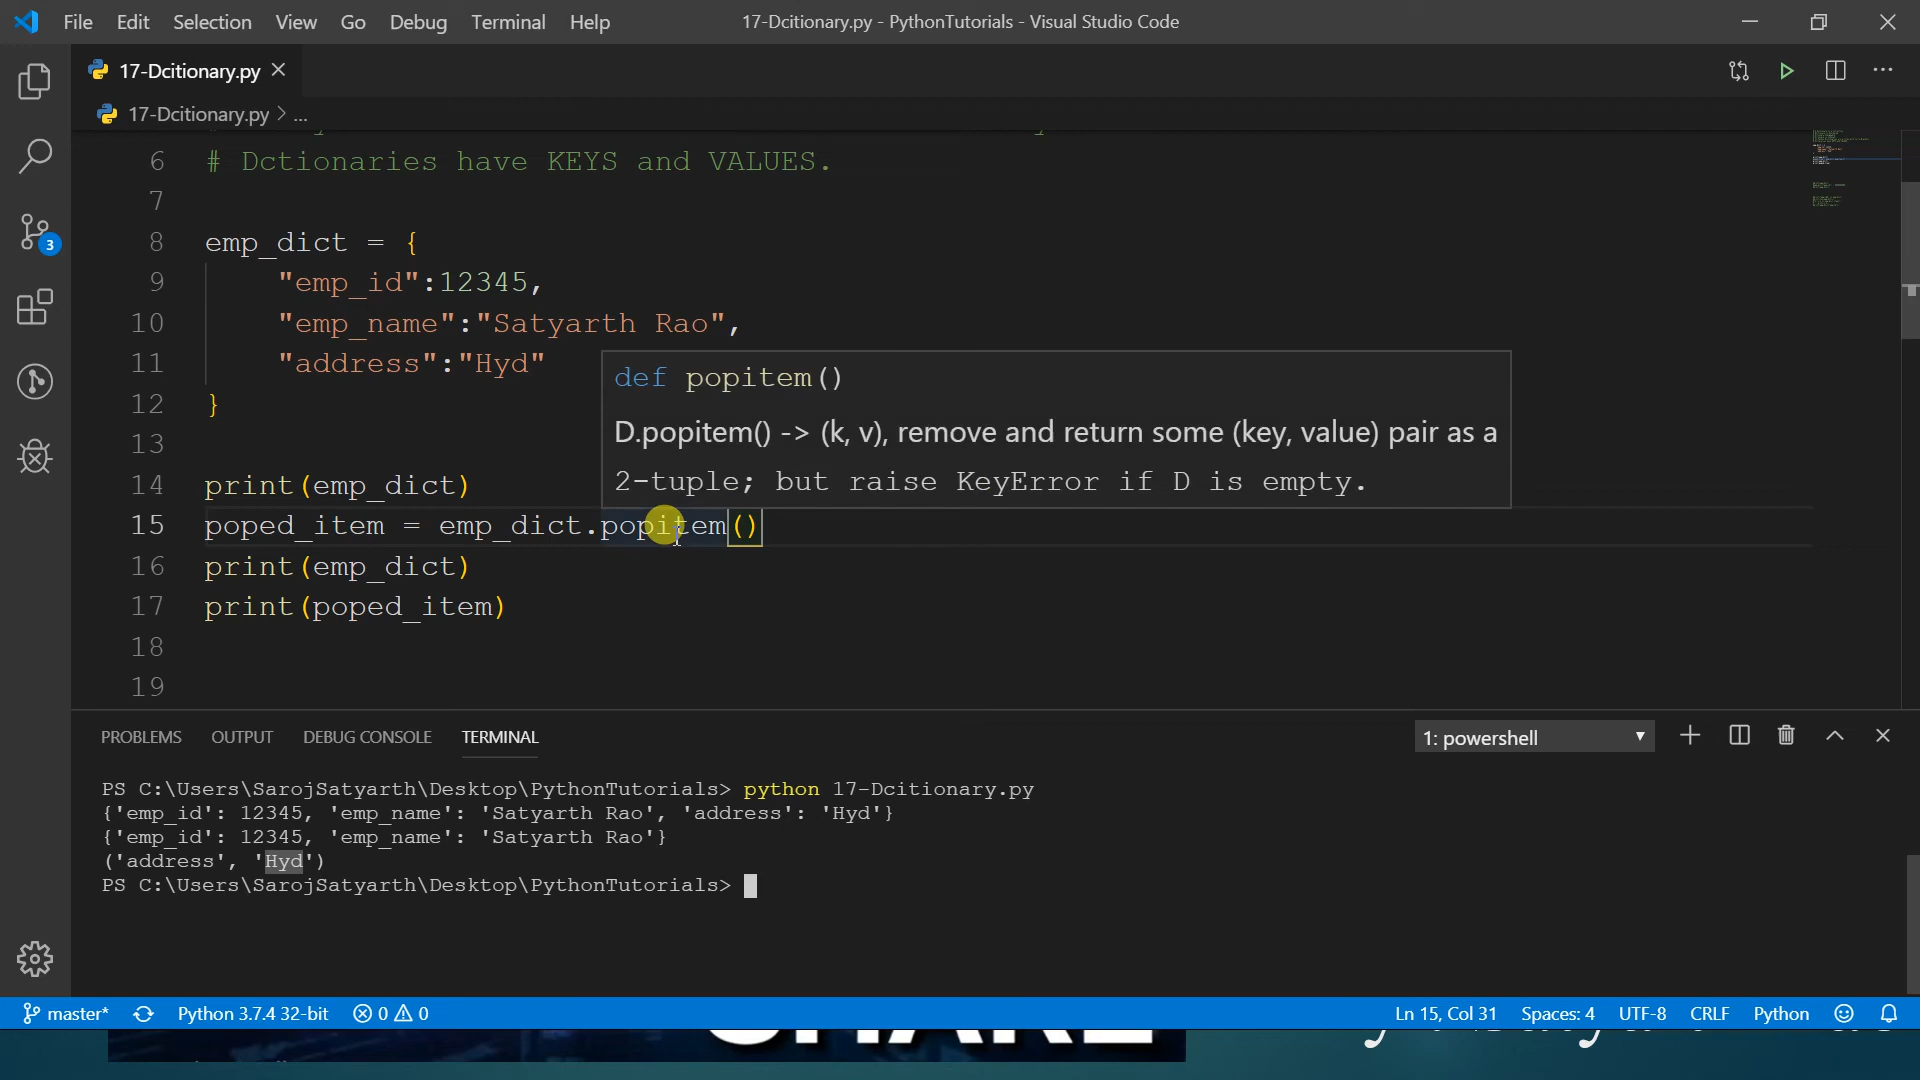 File Edit Selection View Go Debug Terminal Help 17-Dcitionary.py - PythonTutorials - Visual Studio Code
17-Dcitionary.py
17-Dcitionary.py > ...
6 # Dctionaries have KEYS and VALUES.
7
8 emp_dict = {
9 "emp_id":12345,
10 "emp_name":"Satyarth Rao",
11 "address":"Hyd"
def popitem()
12 }
D.popitem() -> (k, v), remove and return some (key, value) pair as a
13
2-tuple; but raise KeyError if D is empty.
14 print(emp_dict)
15 poped_item = emp_dict.popitem()
16 print(emp_dict)
17 print(poped_item)
18
19
3
PROBLEMS OUTPUT DEBUG CONSOLE TERMINAL 1: powershell
PS C:\Users\SarojSatyarth\Desktop\PythonTutorials> python 17-Dcitionary.py
{'emp_id': 12345, 'emp_name': 'Satyarth Rao', 'address': 'Hyd'}
{'emp_id': 12345, 'emp_name': 'Satyarth Rao'}
('address', 'Hyd')
PS C:\Users\SarojSatyarth\Desktop\PythonTutorials>
master* Python 3.7.4 32-bit 0 0 Ln 15, Col 31 Spaces: 4 UTF-8 CRLF Python